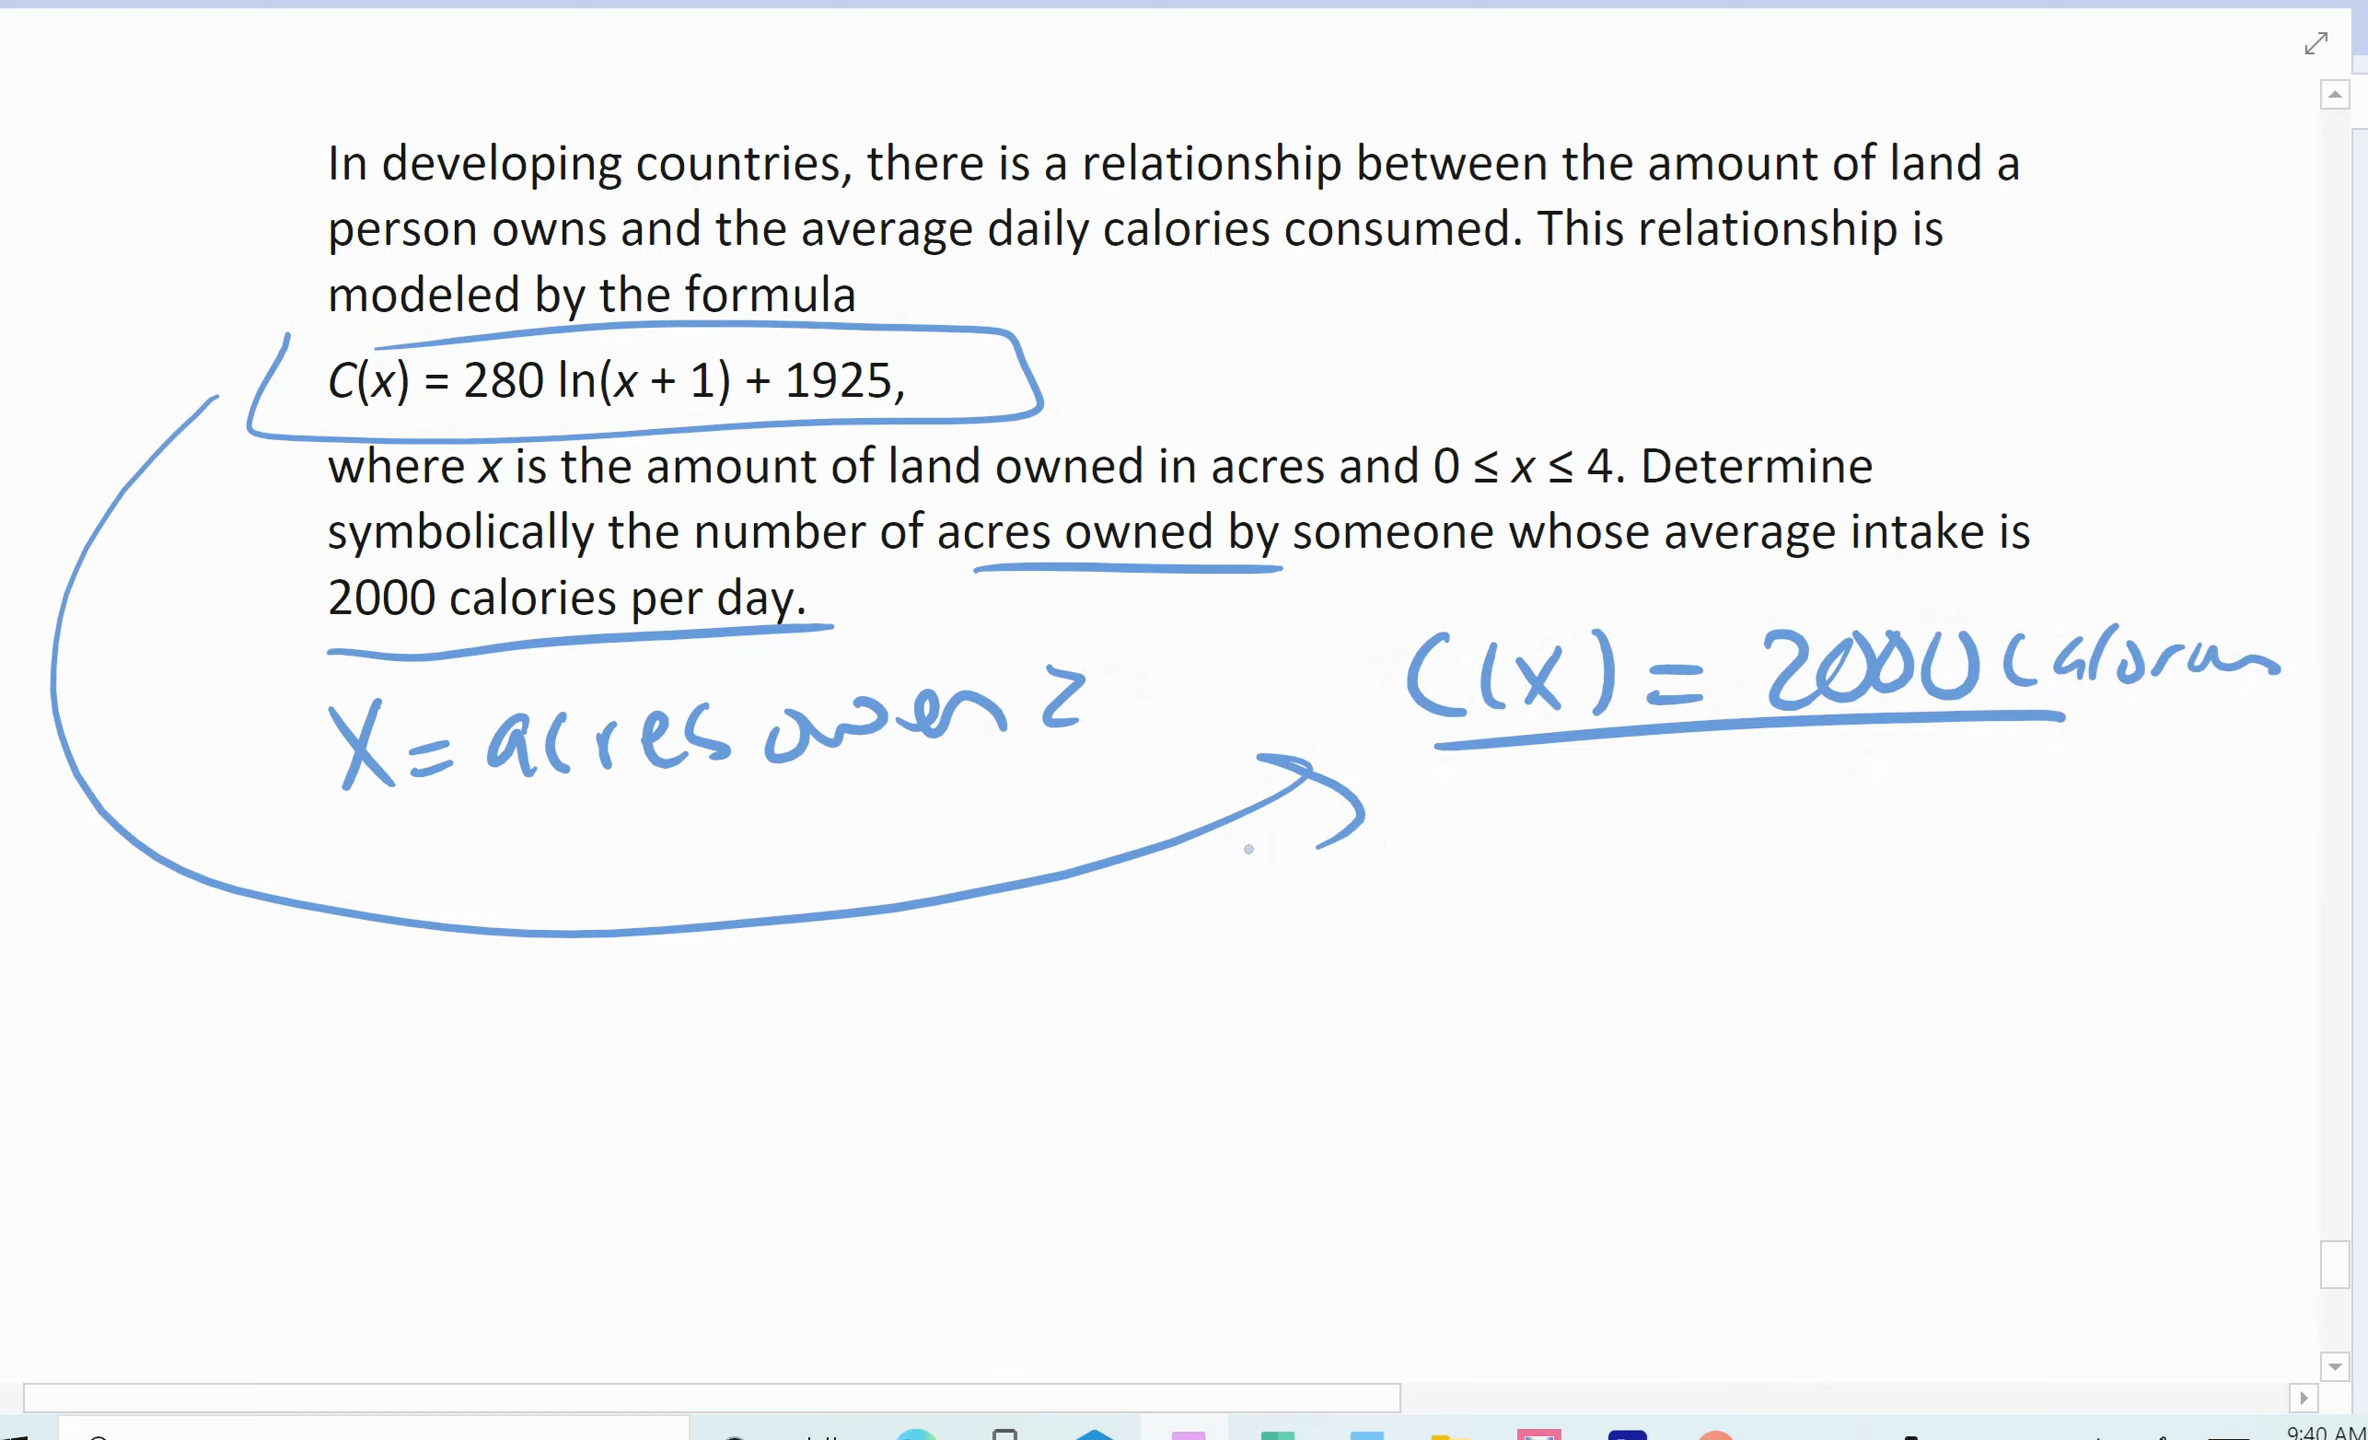 In developing countries, there is a relationship between the amount of land a
person owns and the average daily calories consumed. This relationship is
modeled by the formula
C(x) = 280 ln(x + 1) + 1925,
where x is the amount of land owned in acres and 0 ≤ x ≤ 4. Determine
symbolically the number of acres owned by someone whose average intake is
2000 calories per day.
C(x) = 2000
X = acres
9:40 AM